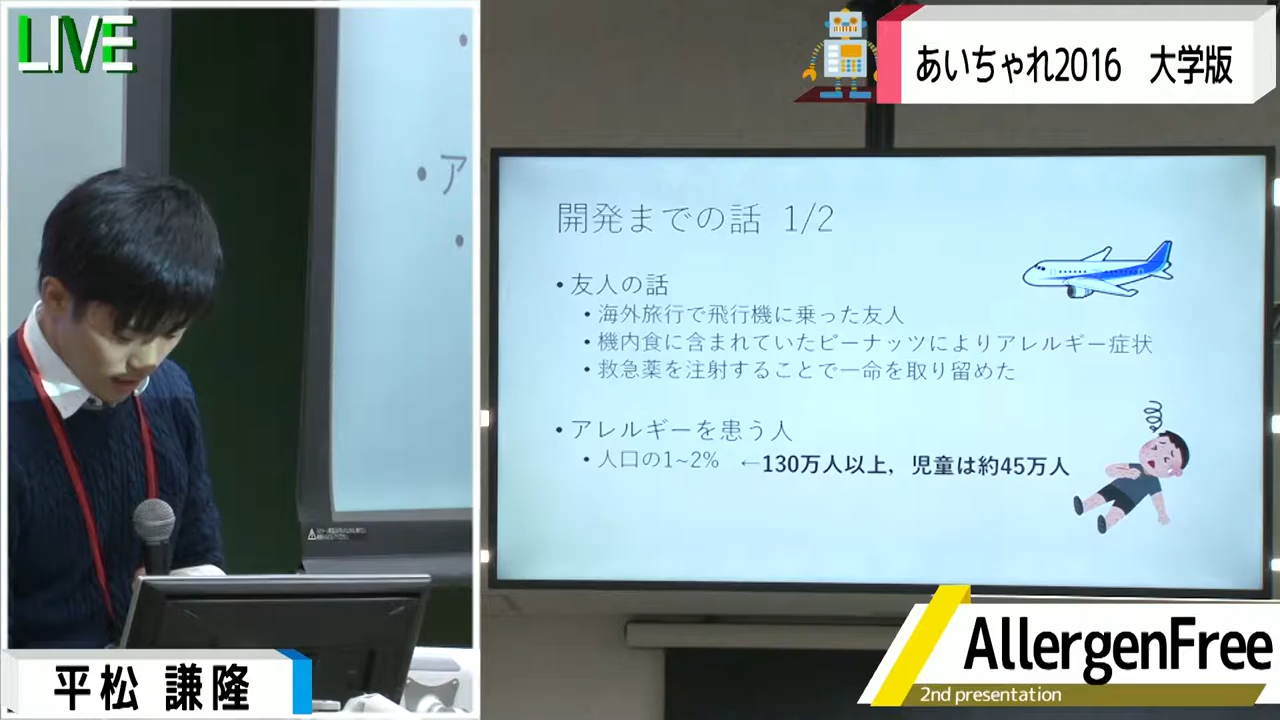 LIVE
あいちゃれ2016 大学版
・ア
開発までの話 1/2
• 友人の話
• 海外旅行で飛行機に乗った友人
• 機内食に含まれていたピーナッツによりアレルギー症状
• 救急薬を注射することで一命を取り留めた
• アレルギーを患う人
• 人口の1~2% ←130万人以上，児童は約45万人
平松 謙隆
AllergenFree
2nd presentation